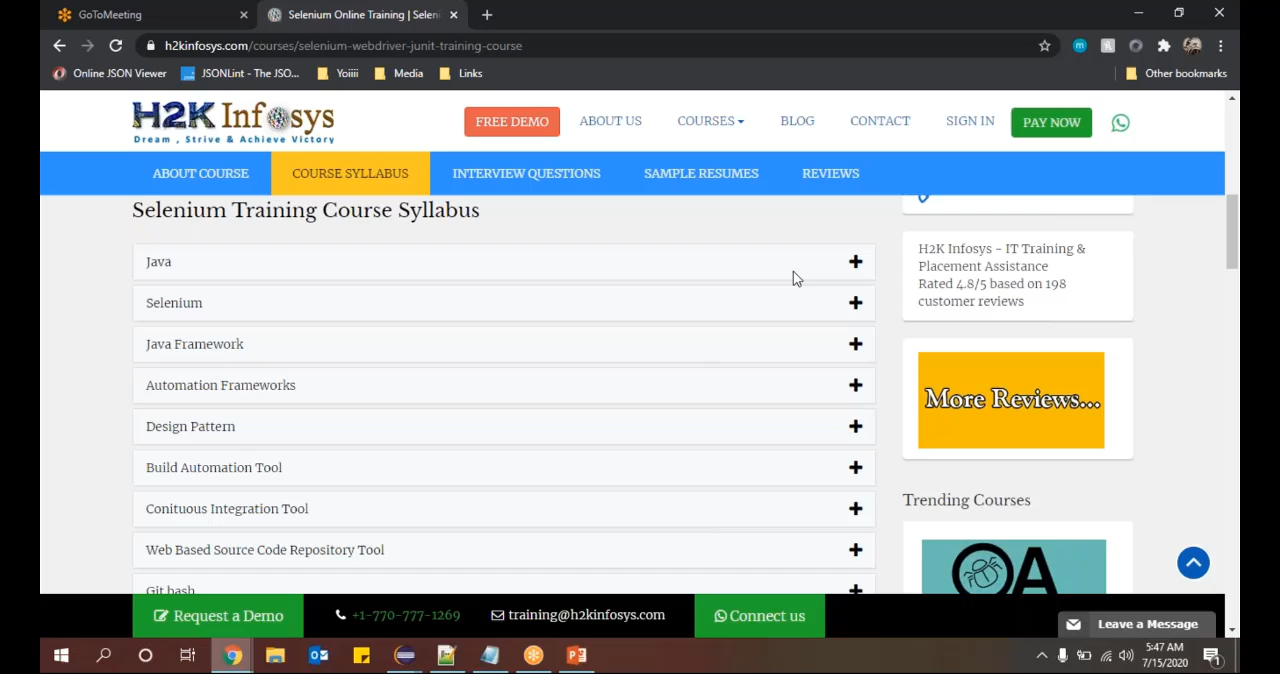 GoToMeeting
Selenium Online Training | Seleni
h2kinfosys.com/courses/selenium-webdriver-junit-training-course
Online JSON Viewer
JSONLint - The JSO...
Yoiiii
Media
Links
Other bookmarks
H2K Infosys
Dream , Strive & Achieve Victory
FREE DEMO
ABOUT US
COURSES
BLOG
CONTACT
SIGN IN
PAY NOW
ABOUT COURSE
COURSE SYLLABUS
INTERVIEW QUESTIONS
SAMPLE RESUMES
REVIEWS
Selenium Training Course Syllabus
Java
Selenium
Java Framework
Automation Frameworks
Design Pattern
Build Automation Tool
Conituous Integration Tool
Web Based Source Code Repository Tool
Git bash
H2K Infosys - IT Training &
Placement Assistance
Rated 4.8/5 based on 198
customer reviews
More Reviews...
Trending Courses
QA
Request a Demo
+1-770-777-1269
training@h2kinfosys.com
Connect us
Leave a Message
5:47 AM
7/15/2020